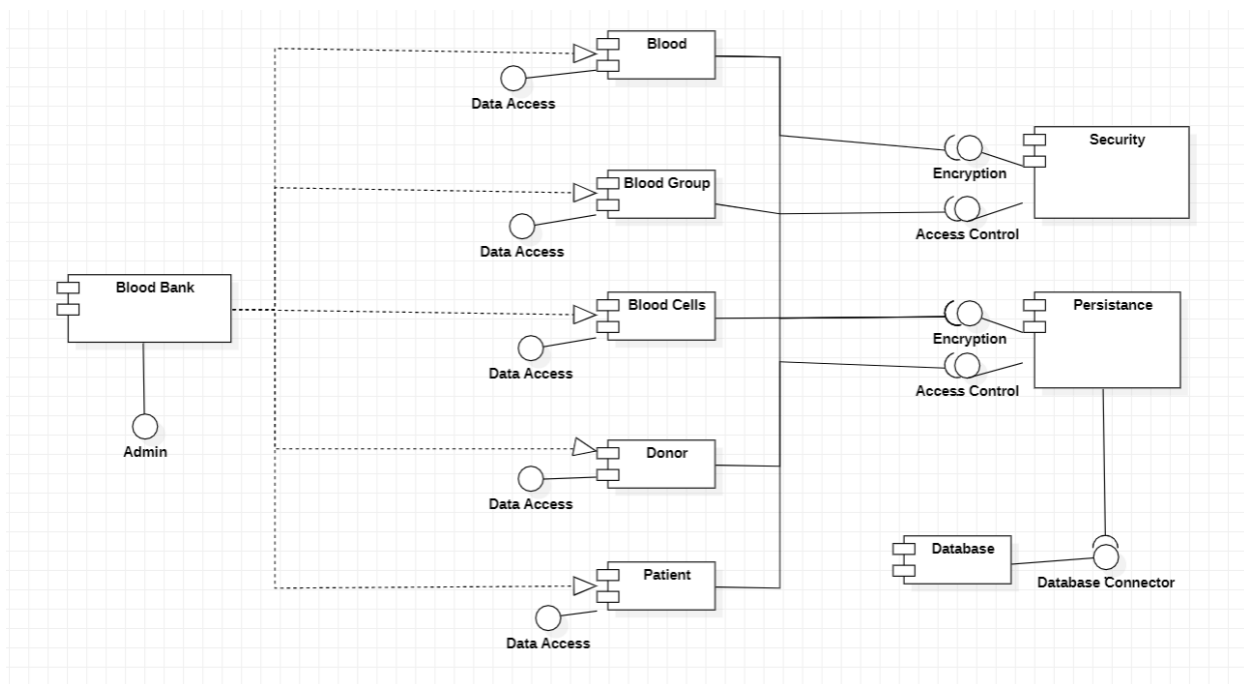 Blood
Data Access
Security
Encryption
Blood Group
Access Control
Data Access
Blood Bank
Blood Cells
Persistance
Encryption
Data Access
Access Control
Admin
Donor
Data Access
Database
Patient
Database Connector
Data Access